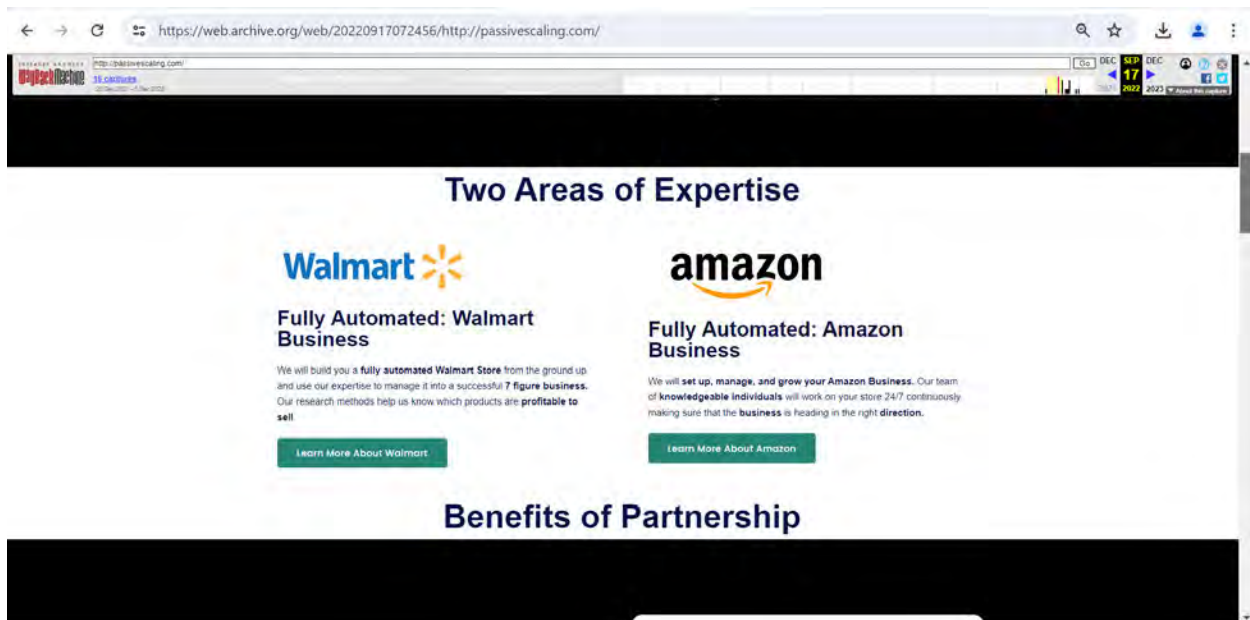 https://web.archive.org/web/20220917072456/http://passivescaling.com/
INTERNET ARCHIVE
WayBackMachine
http://passivescaling.com/
Go
DEC SEP DEC
17
2022 2023
About this capture
Two Areas of Expertise
Walmart
Fully Automated: Walmart
Business
We will build you a fully automated Walmart Store from the ground up
and use our expertise to manage it into a successful 7 figure business.
Our research methods help us know which products are profitable to
sell
Learn More About Walmart
amazon
Fully Automated: Amazon
Business
We will set up, manage, and grow your Amazon Business. Our team
of knowledgeable individuals will work on your store 24/7 continuously
making sure that the business is heading in the right direction.
Learn More About Amazon
Benefits of Partnership